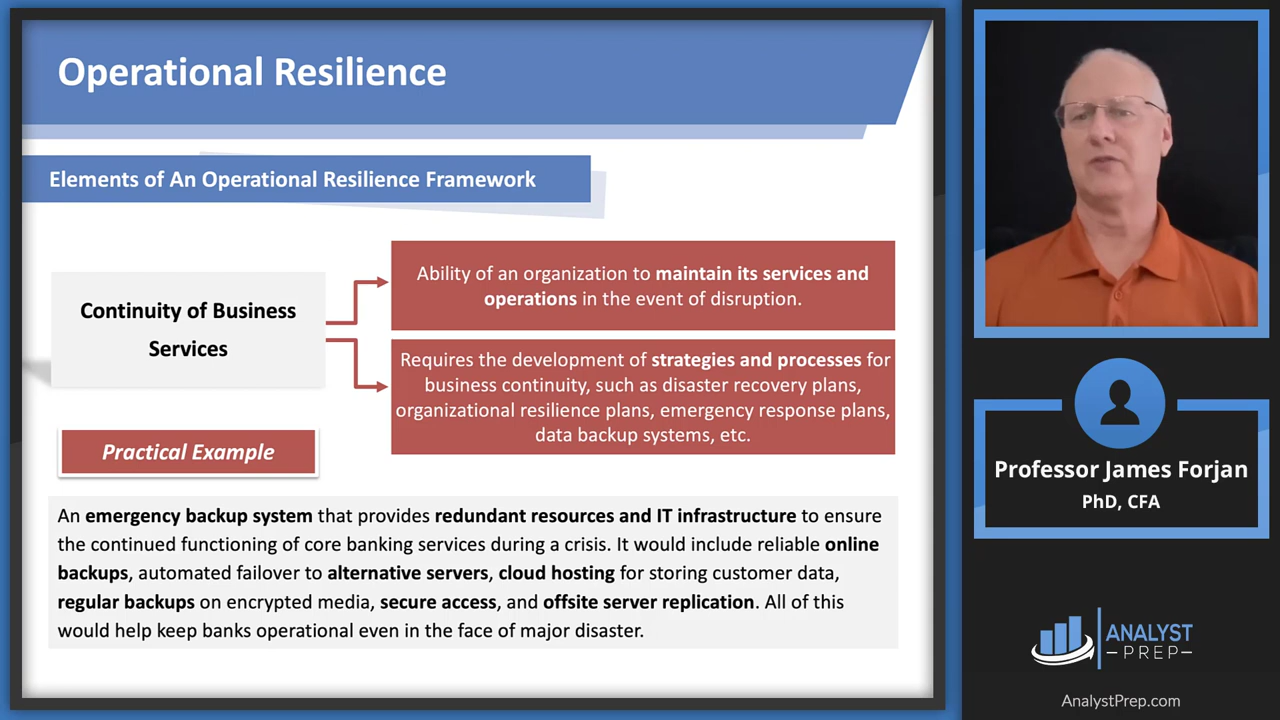 Operational Resilience
Elements of An Operational Resilience Framework
Continuity of Business
Services
Ability of an organization to maintain its services and
operations in the event of disruption.
Requires the development of strategies and processes for
business continuity, such as disaster recovery plans,
organizational resilience plans, emergency response plans,
data backup systems, etc.
Practical Example
An emergency backup system that provides redundant resources and IT infrastructure to ensure
the continued functioning of core banking services during a crisis. It would include reliable online
backups, automated failover to alternative servers, cloud hosting for storing customer data,
regular backups on encrypted media, secure access, and offsite server replication. All of this
would help keep banks operational even in the face of major disaster.
Professor James Forjan
PhD, CFA
ANALYST
PREP
AnalystPrep.com